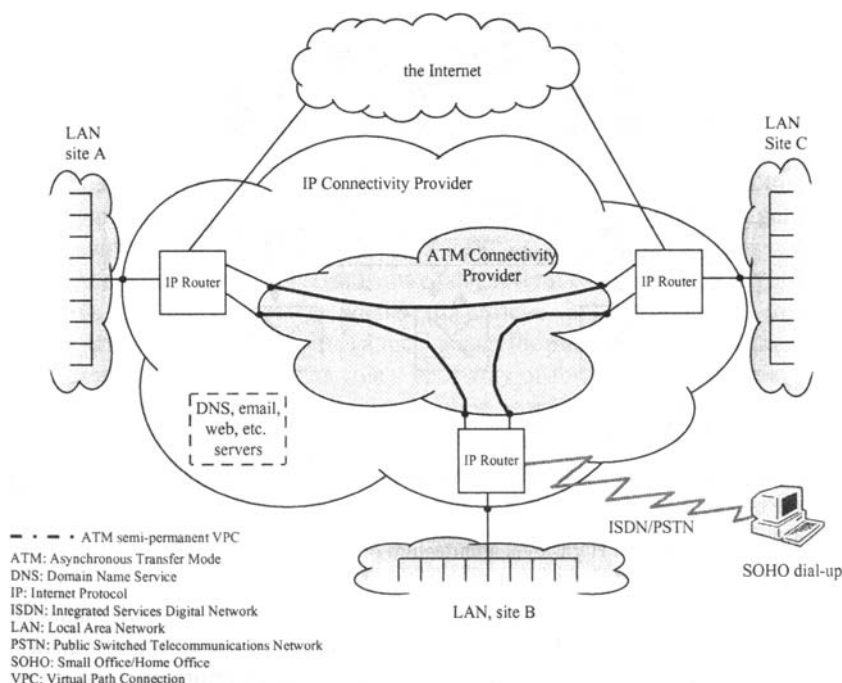 the Internet
LAN
site A
LAN
Site C
IP Connectivity Provider
ATM Connectivity
Provider
IP Router
IP Router
DNS, email,
web, etc.
servers
IP Router
ISDN/PSTN
SOHO dial-up
LAN, site B
ATM semi-permanent VPC
ATM: Asynchronous Transfer Mode
DNS: Domain Name Service
IP: Internet Protocol
ISDN: Integrated Services Digital Network
LAN: Local Area Network
PSTN: Public Switched Telecommunications Network
SOHO: Small Office/Home Office
VPC: Virtual Path Connection